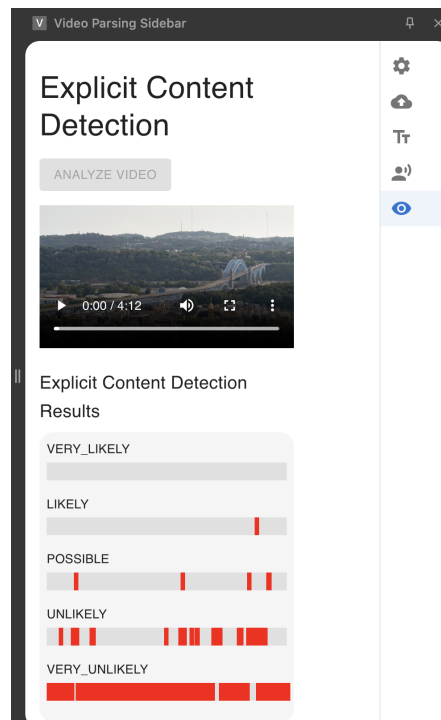 V Video Parsing Sidebar
Explicit Content
Detection
ANALYZE VIDEO
0:00 / 4:12
Explicit Content Detection
Results
VERY_LIKELY
LIKELY
POSSIBLE
UNLIKELY
VERY_UNLIKELY
Tт